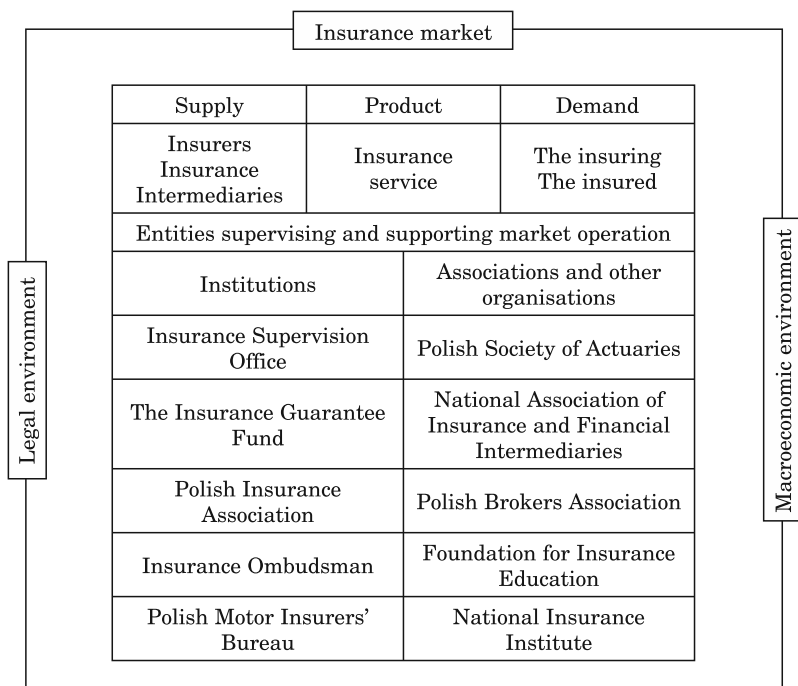 Insurance market
Supply
Product
Demand
Insurers
Insurance
Intermediaries
Insurance
service
The insuring
The insured
Entities supervising and supporting market operation
Institutions
Associations and other
organisations
Insurance Supervision
Office
Polish Society of Actuaries
The Insurance Guarantee
Fund
National Association of
Insurance and Financial
Intermediaries
Polish Insurance
Association
Polish Brokers Association
Insurance Ombudsman
Foundation for Insurance
Education
Polish Motor Insurers’
Bureau
National Insurance
Institute
Legal environment
Macroeconomic environment